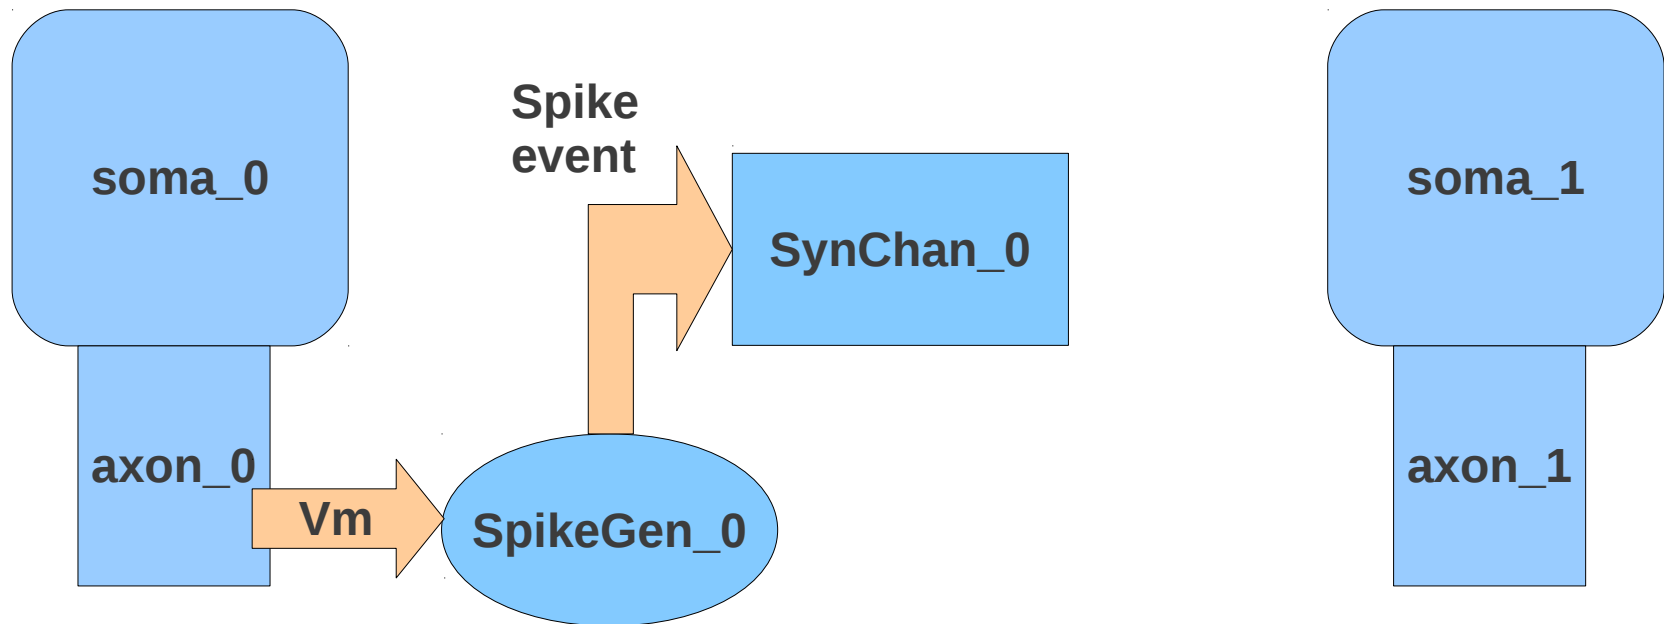 Spike
event
soma_0
soma_1
SynChan_0
axon_0
axon_1
Vm
SpikeGen_0